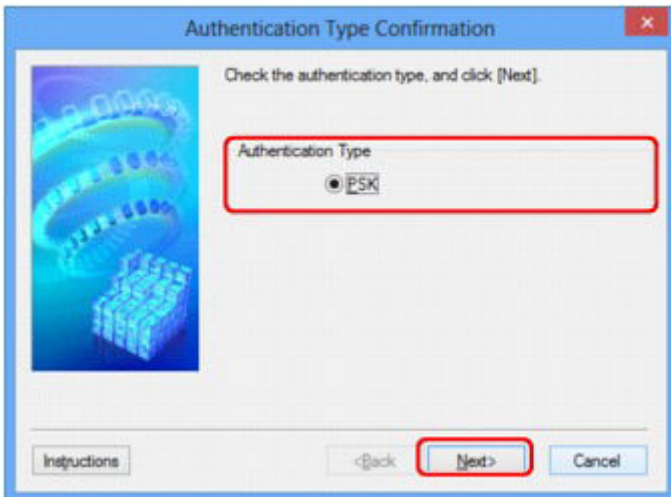 Authentication Type Confirmation
Check the authentication type, and click [Next].
Authentication Type
PSK
Instructions <Back Next> Cancel